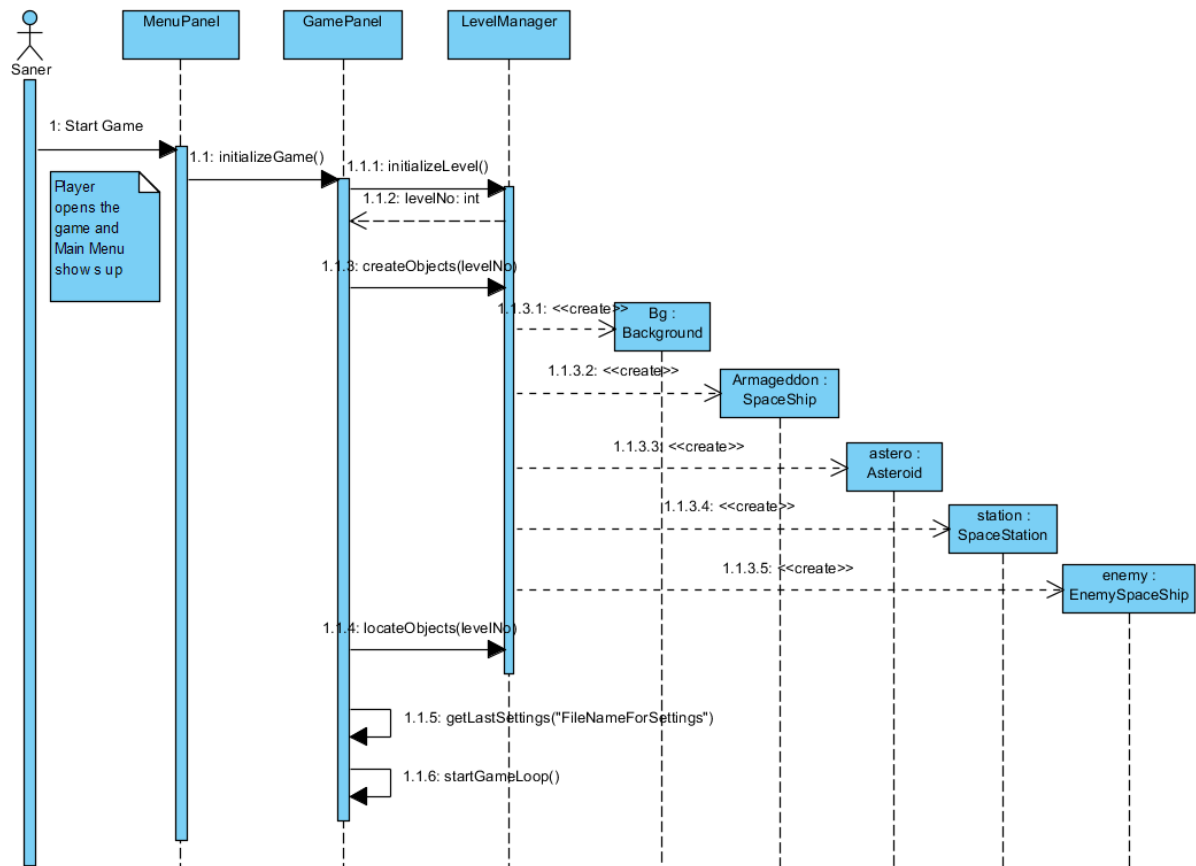 MenuPanel
GamePanel
LevelManager
Saner
1: Start Game
1.1: initializeGame()
1.1.1: initializeLevel()
Player
opens the
game and
Main Menu
show s up
1.1.2: levelNo: int
1.1.3: createObjects(levelNo)
1.1.3.1: <<create>>
Bg :
Background
1.1.3.2: <<create>>
Armageddon :
SpaceShip
1.1.3.3: <<create>>
astero :
Asteroid
1.1.3.4: <<create>>
station :
SpaceStation
1.1.3.5: <<create>>
enemy :
EnemySpaceShip
1.1.4: locateObjects(levelNo)
1.1.5: getLastSettings("FileNameForSettings")
1.1.6: startGameLoop()